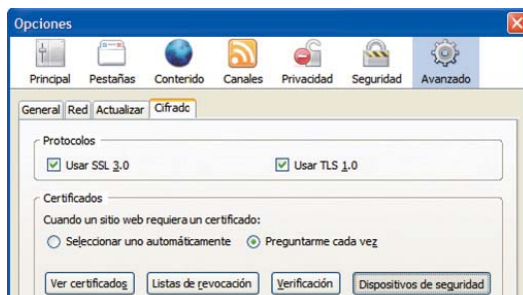 Opciones
Principal Pestañas Contenido Canales Privacidad Seguridad Avanzado
General Red Actualizar Cifrado
Protocolos
Usar SSL 3.0 Usar TLS 1.0
Certificados
Cuando un sitio web requiera un certificado:
Seleccionar uno automáticamente Preguntarme cada vez
Ver certificados Listas de revocación Verificación Dispositivos de seguridad